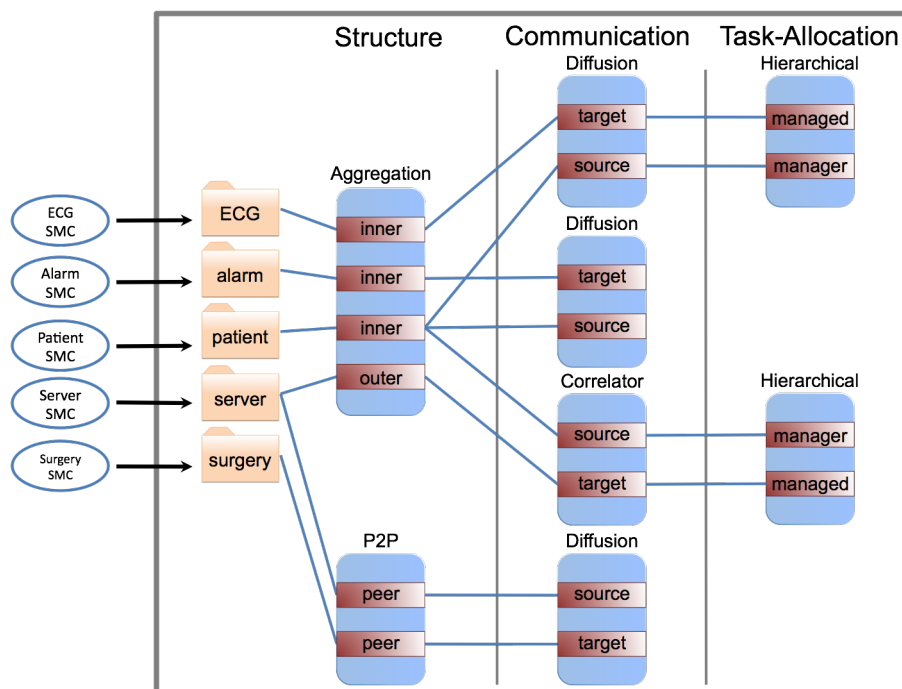 Structure
Communication
Task-Allocation
Diffusion
Hierarchical
target
managed
source
manager
Aggregation
ECG
SMC
ECG
inner
Diffusion
Alarm
SMC
alarm
inner
target
Patient
SMC
patient
inner
source
Server
SMC
server
outer
Correlator
Hierarchical
source
manager
Surgery
SMC
surgery
target
managed
P2P
Diffusion
peer
source
peer
target